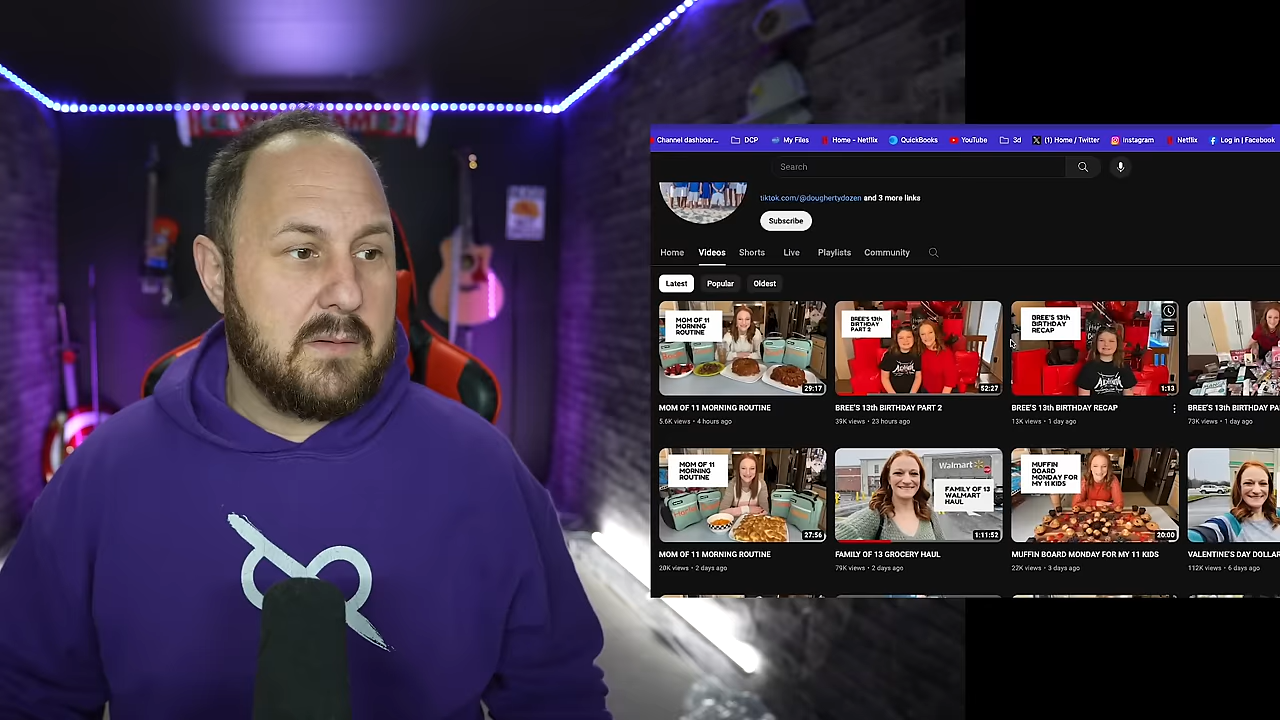 Channel dashboar... DCP My Files Home - Netflix QuickBooks YouTube 3d (1) Home / Twitter Instagram Netflix Log in | Facebook
Search
tiktok.com/@doughertydozen and 3 more links
Subscribe
Home Videos Shorts Live Playlists Community
Latest Popular Oldest
MOM OF 11
MORNING
ROUTINE
29:17
BREE'S 13th
BIRTHDAY
PART 2
52:27
BREE'S 13th
BIRTHDAY
RECAP
1:13
MOM OF 11 MORNING ROUTINE
5.6K views • 4 hours ago
BREE'S 13th BIRTHDAY PART 2
39K views • 23 hours ago
BREE'S 13th BIRTHDAY RECAP
13K views • 1 day ago
BREE'S 13th BIRTHDAY PA
73K views • 1 day ago
MOM OF 11
MORNING
ROUTINE
27:56
Walmart
FAMILY OF 13
WALMART
HAUL
1:11:52
MUFFIN
BOARD
MONDAY FOR
MY 11 KIDS
20:00
MOM OF 11 MORNING ROUTINE
20K views • 2 days ago
FAMILY OF 13 GROCERY HAUL
79K views • 2 days ago
MUFFIN BOARD MONDAY FOR MY 11 KIDS
22K views • 3 days ago
VALENTINE'S DAY DOLLAR
112K views • 6 days ago